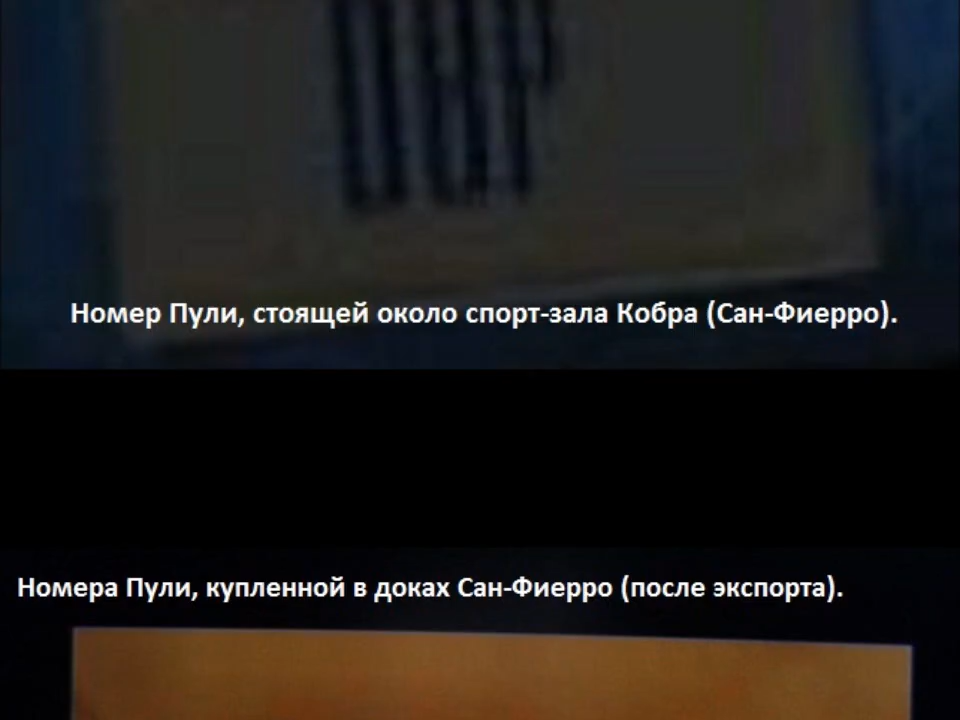 Номер Пули, стоящей около спорт-зала Кобра (Сан-Фиерро).
Номера Пули, купленной в доках Сан-Фиерро (после экспорта).